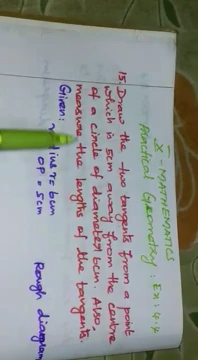 X - MATHEMATICS
Practical Geometry : Ex : 4.4
15. Draw the two tangents from a point
which is 5cm away from the centre
of a circle of diameter 6cm. Also,
measure the lengths of the tangents.
Given:
r = 6cm
OP = 5cm
Rough diagram